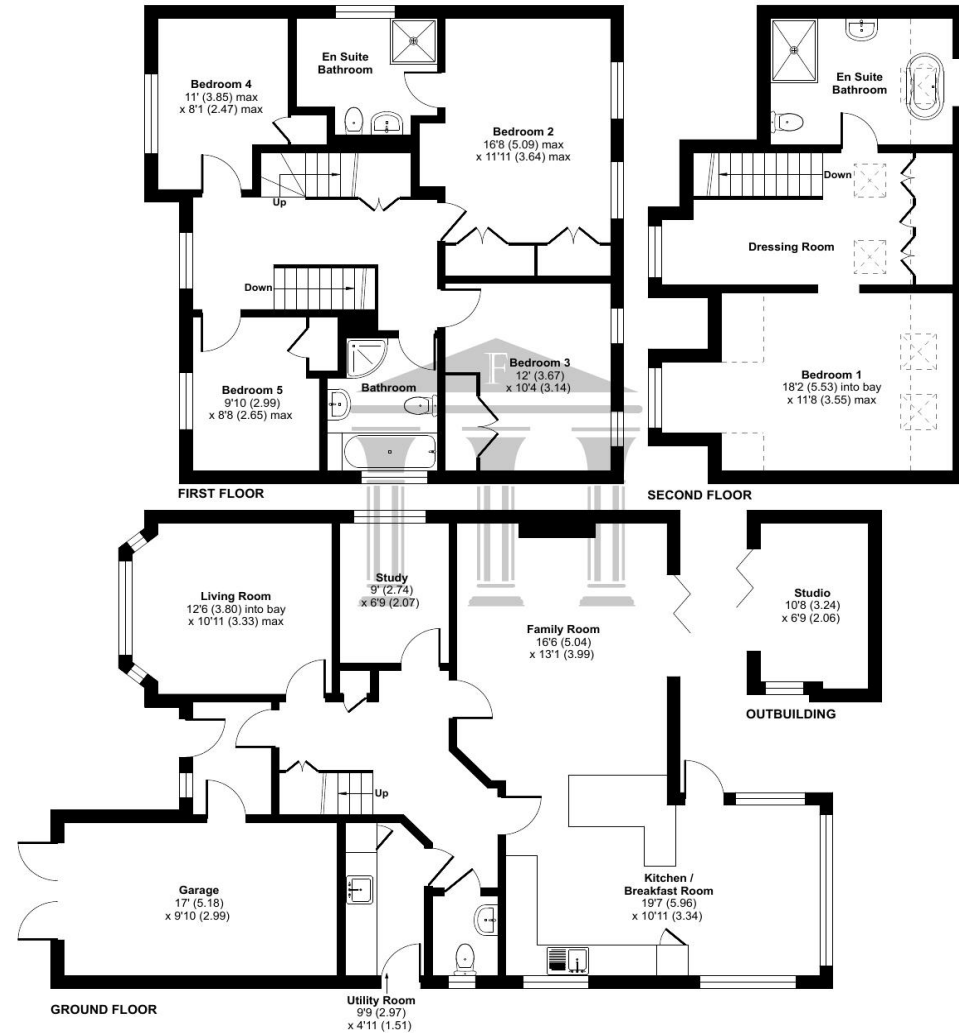 Bedroom 4
11' (3.85) max
x 8'1 (2.47) max
En Suite
Bathroom
Bedroom 2
16'8 (5.09) max
x 11'11 (3.64) max
Up
Down
Bedroom 5
9'10 (2.99)
x 8'8 (2.65) max
Bathroom
F
Bedroom 3
12' (3.67)
x 10'4 (3.14)
FIRST FLOOR
En Suite
Bathroom
Down
Dressing Room
Bedroom 1
18'2 (5.53) into bay
x 11'8 (3.55) max
SECOND FLOOR
Living Room
12'6 (3.80) into bay
x 10'11 (3.33) max
Study
9' (2.74)
x 6'9 (2.07)
Family Room
16'6 (5.04)
x 13'1 (3.99)
Studio
10'8 (3.24)
x 6'9 (2.06)
OUTBUILDING
Up
Garage
17' (5.18)
x 9'10 (2.99)
Kitchen /
Breakfast Room
19'7 (5.96)
x 10'11 (3.34)
Utility Room
9'9 (2.97)
x 4'11 (1.51)
GROUND FLOOR